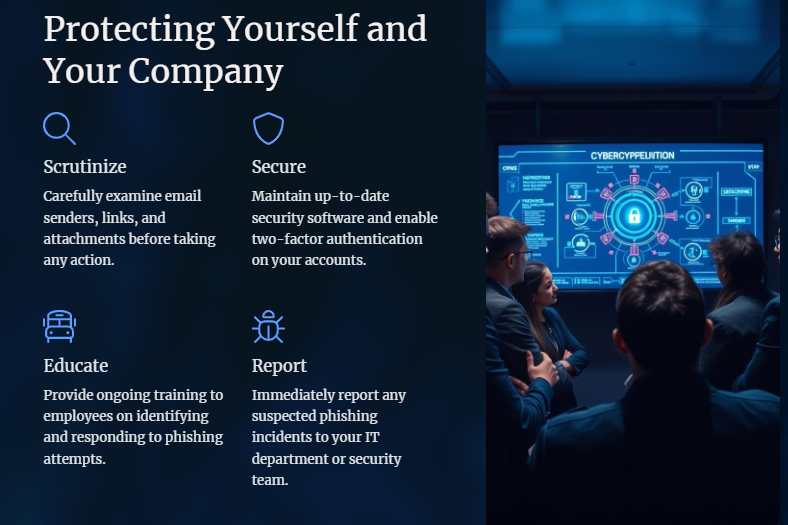 Protecting Yourself and
Your Company
Scrutinize
Carefully examine email
senders, links, and
attachments before taking
any action.
Secure
Maintain up-to-date
security software and enable
two-factor authentication
on your accounts.
Educate
Provide ongoing training to
employees on identifying
and responding to phishing
attempts.
Report
Immediately report any
suspected phishing
incidents to your IT
department or security
team.